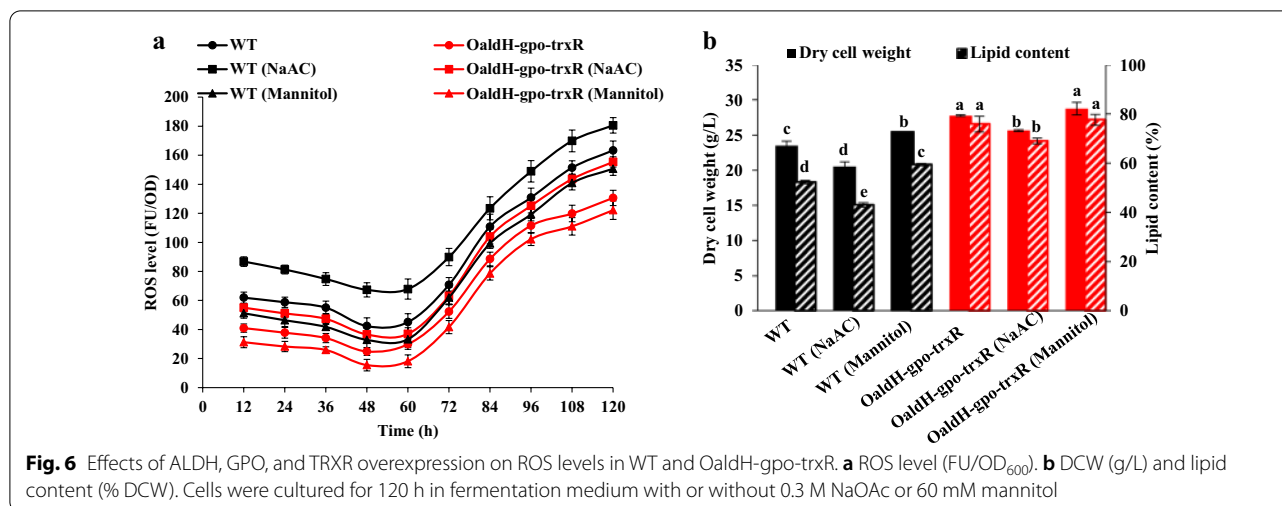 a
WT
OaldH-gpo-trxR
WT (NaAC)
OaldH-gpo-trxR (NaAC)
WT (Mannitol)
OaldH-gpo-trxR (Mannitol)
200
180
160
140
120
100
80
60
40
20
0
ROS level (FU/OD)
0 12 24 36 48 60 72 84 96 108 120
Time (h)
b
Dry cell weight
Lipid content
35
30
25
20
15
10
5
0
Dry cell weight (g/L)
100
80
60
40
20
0
Lipid content (%)
c d d e b c a a b b a a
WT
WT (NaAC)
WT (Mannitol)
OaldH-gpo-trxR
OaldH-gpo-trxR (NaAC)
OaldH-gpo-trxR (Mannitol)
Fig. 6 Effects of ALDH, GPO, and TRXR overexpression on ROS levels in WT and OaldH-gpo-trxR. a ROS level (FU/OD600). b DCW (g/L) and lipid
content (% DCW). Cells were cultured for 120 h in fermentation medium with or without 0.3 M NaOAc or 60 mM mannitol